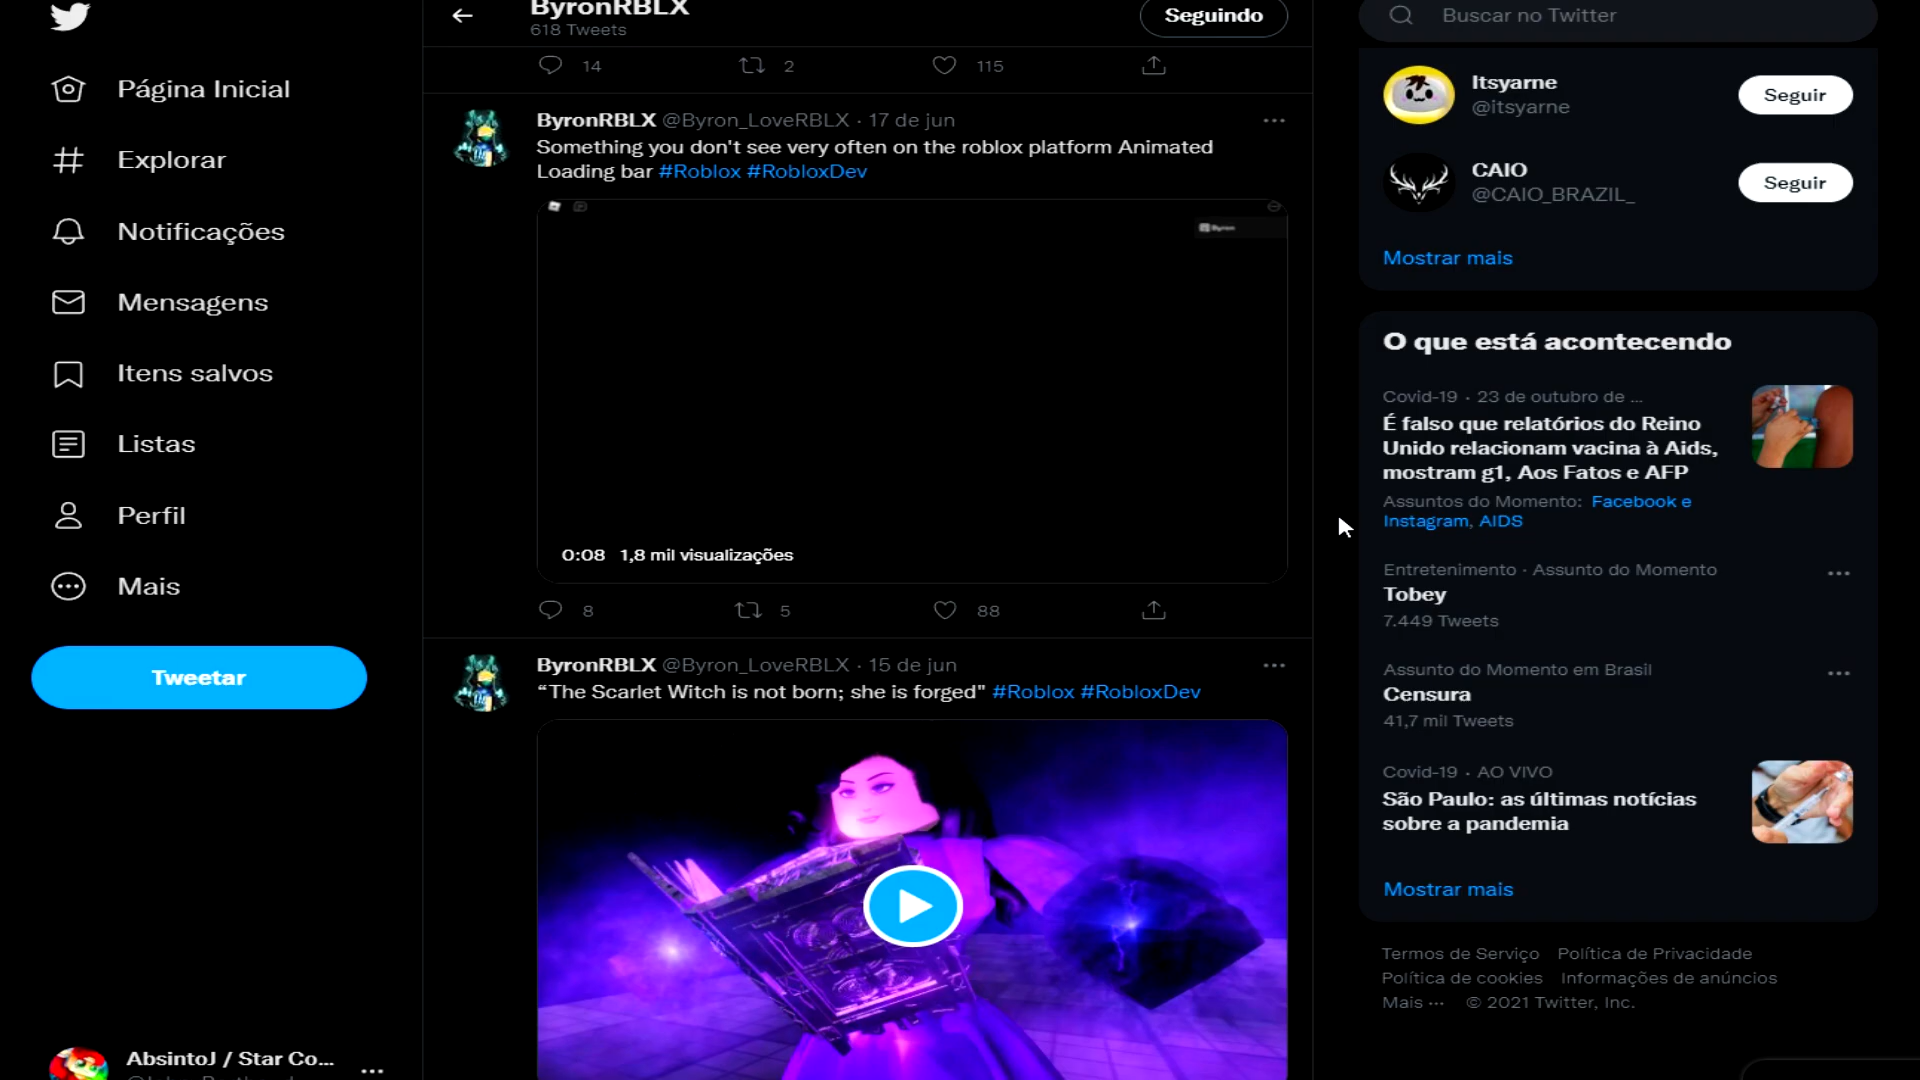 Página Inicial
Explorar
Notificações
Mensagens
Itens salvos
Listas
Perfil
Mais
Tweetar
AbsintoJ / Star Co...
ByronRBLX
618 Tweets
Seguindo
14
2
115
ByronRBLX @Byron_LoveRBLX · 17 de jun
Something you don't see very often on the roblox platform Animated
Loading bar #Roblox #RobloxDev
Byron
0:08 1,8 mil visualizações
8
5
88
ByronRBLX @Byron_LoveRBLX · 15 de jun
“The Scarlet Witch is not born; she is forged" #Roblox #RobloxDev
Buscar no Twitter
Itsyarne
@itsyarne
Seguir
CAIO
@CAIO_BRAZIL_
Seguir
Mostrar mais
O que está acontecendo
Covid-19 · 23 de outubro de ...
É falso que relatórios do Reino
Unido relacionam vacina à Aids,
mostram g1, Aos Fatos e AFP
Assuntos do Momento: Facebook e
Instagram, AIDS
Entretenimento · Assunto do Momento
Tobey
7.449 Tweets
Assunto do Momento em Brasil
Censura
41,7 mil Tweets
Covid-19 · AO VIVO
São Paulo: as últimas notícias
sobre a pandemia
Mostrar mais
Termos de Serviço Política de Privacidade
Política de cookies Informações de anúncios
Mais ··· © 2021 Twitter, Inc.